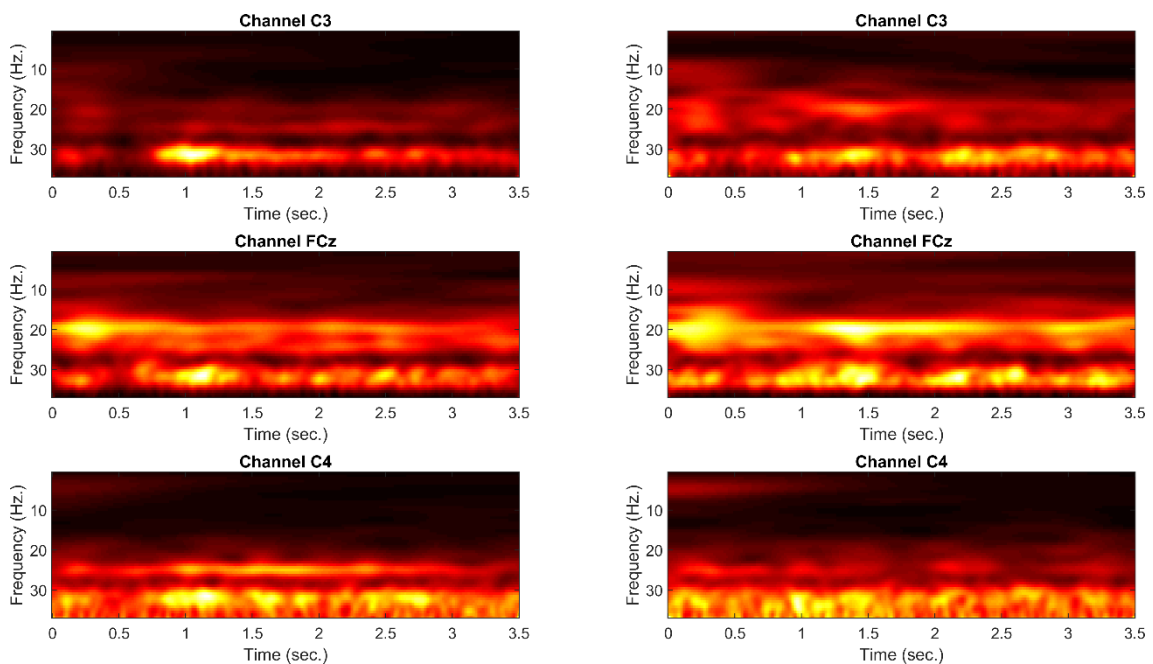 Channel C3
Frequency (Hz.)
10
20
30
0 0.5 1 1.5 2 2.5 3 3.5
Time (sec.)
Channel C3
Frequency (Hz.)
10
20
30
0 0.5 1 1.5 2 2.5 3 3.5
Time (sec.)
Channel FCz
Frequency (Hz.)
10
20
30
0 0.5 1 1.5 2 2.5 3 3.5
Time (sec.)
Channel FCz
Frequency (Hz.)
10
20
30
0 0.5 1 1.5 2 2.5 3 3.5
Time (sec.)
Channel C4
Frequency (Hz.)
10
20
30
0 0.5 1 1.5 2 2.5 3 3.5
Time (sec.)
Channel C4
Frequency (Hz.)
10
20
30
0 0.5 1 1.5 2 2.5 3 3.5
Time (sec.)